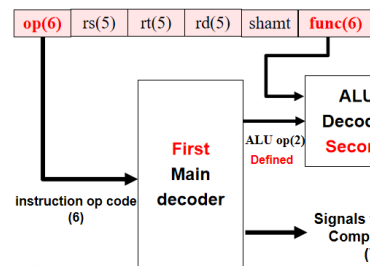 op(6) rs(5) rt(5) rd(5) shamt func(6)
ALU
Decod
Secon
First
Main
decoder
ALU op(2)
Defined
instruction op code
(6)
Signals
Comp
(